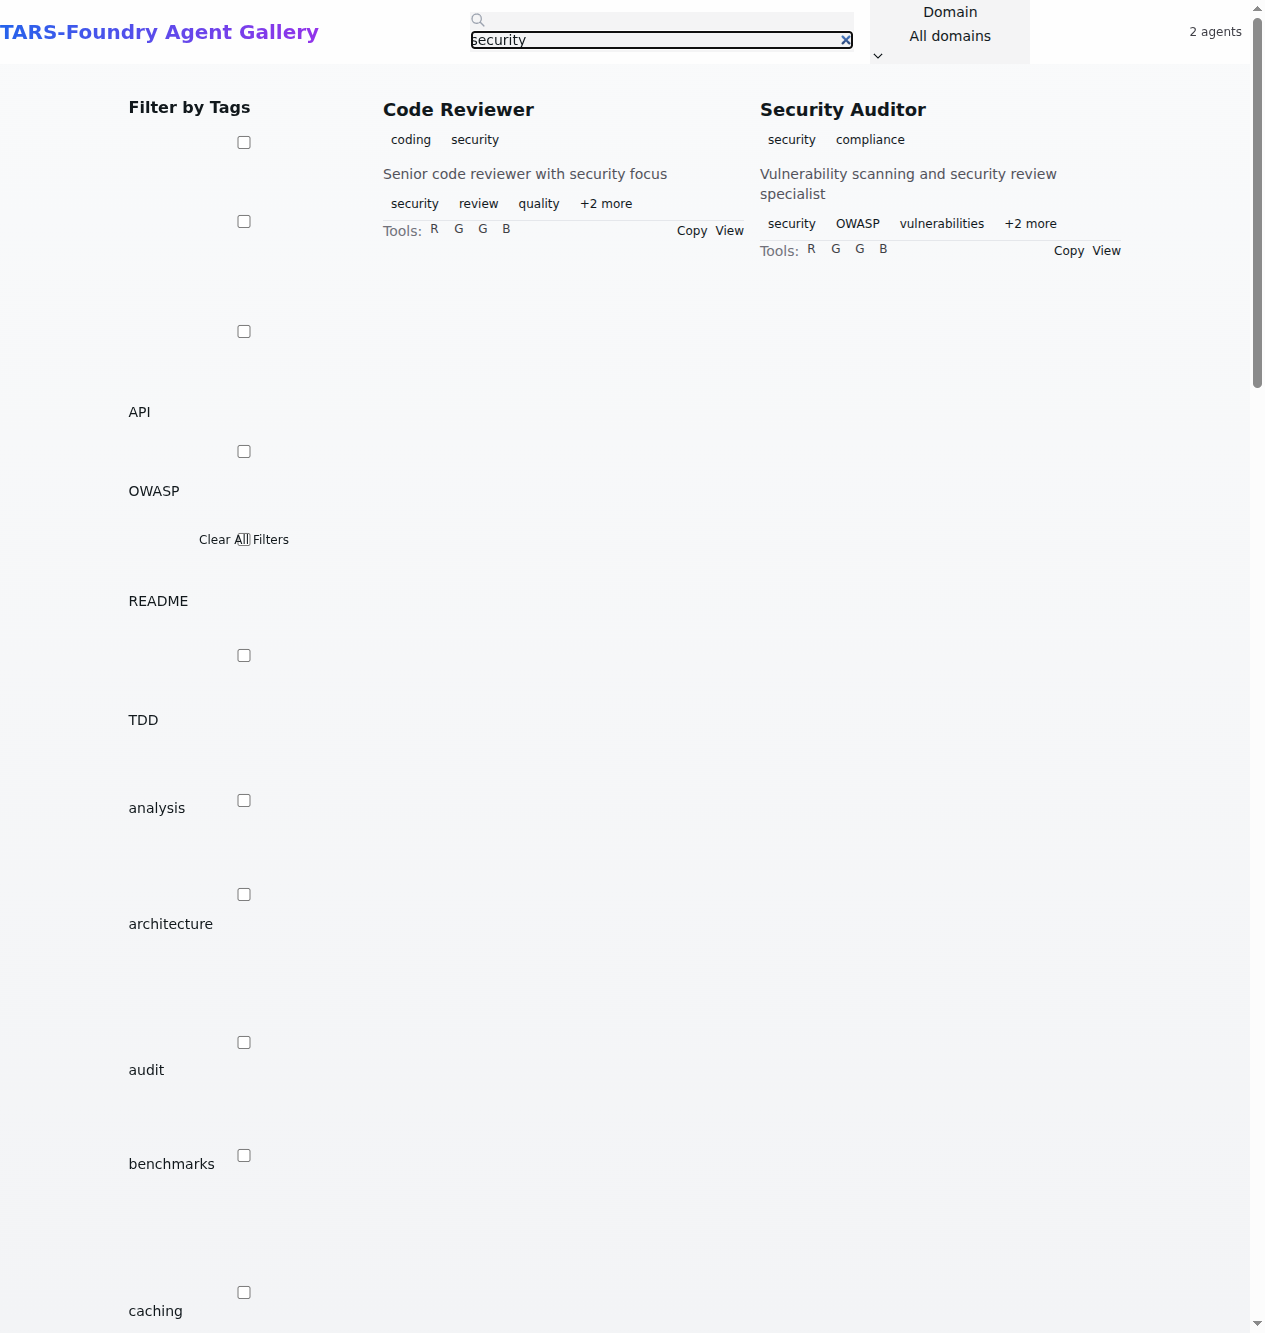 TARS-Foundry Agent Gallery
security
Domain
All domains
2 agents
Filter by Tags
API
OWASP
Clear All Filters
README
TDD
analysis
architecture
audit
benchmarks
caching
Code Reviewer
coding security
Senior code reviewer with security focus
security review quality +2 more
Tools: R G G B Copy View
Security Auditor
security compliance
Vulnerability scanning and security review
specialist
security OWASP vulnerabilities +2 more
Tools: R G G B Copy View